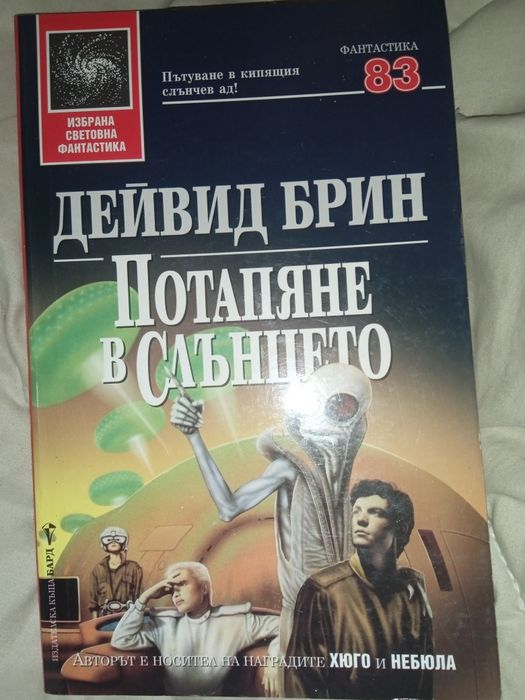 ФАНТАСТИКА
83
Пътуване в кипящия
слънчев ад!
ИЗБРАНА
СВЕТОВНА
ФАНТАСТИКА
ДЕЙВИД БРИН
ПОТАПЯНЕ
В СЛЪНЦЕТО
ИЗДАТЕЛСКА КЪЩА БАРД
АВТОРЪТ Е НОСИТЕЛ НА НАГРАДИТЕ ХЮГО И НЕБЮЛА